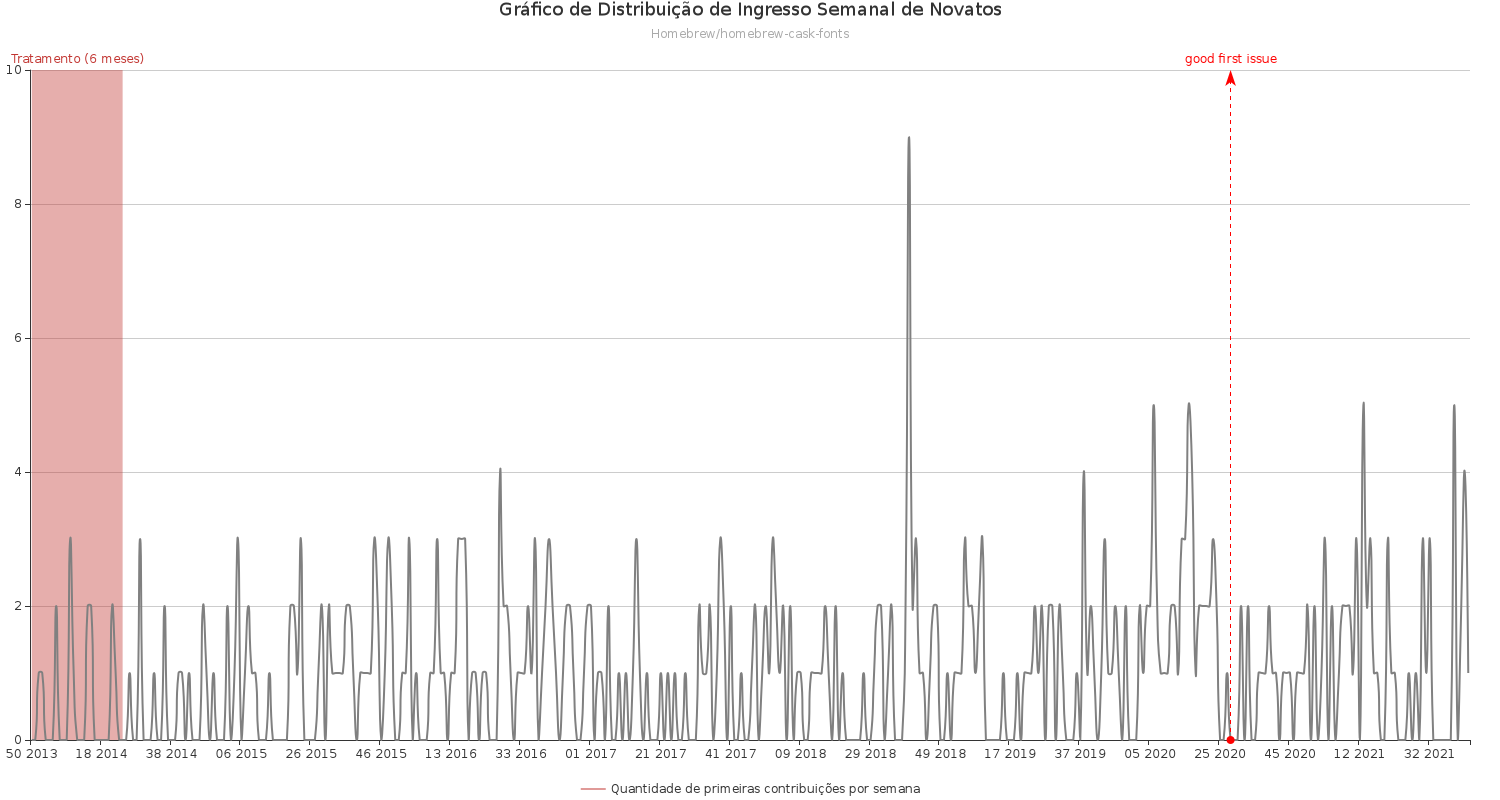 Gráfico de Distribuição de Ingresso Semanal de Novatos
Homebrew/homebrew-cask-fonts
Tratamento (6 meses)
good first issue
10
8
6
4
2
0
50 2013 18 2014 38 2014 06 2015 26 2015 46 2015 13 2016 33 2016 01 2017 21 2017 41 2017 09 2018 29 2018 49 2018 17 2019 37 2019 05 2020 25 2020 45 2020 12 2021 32 2021
Quantidade de primeiras contribuições por semana